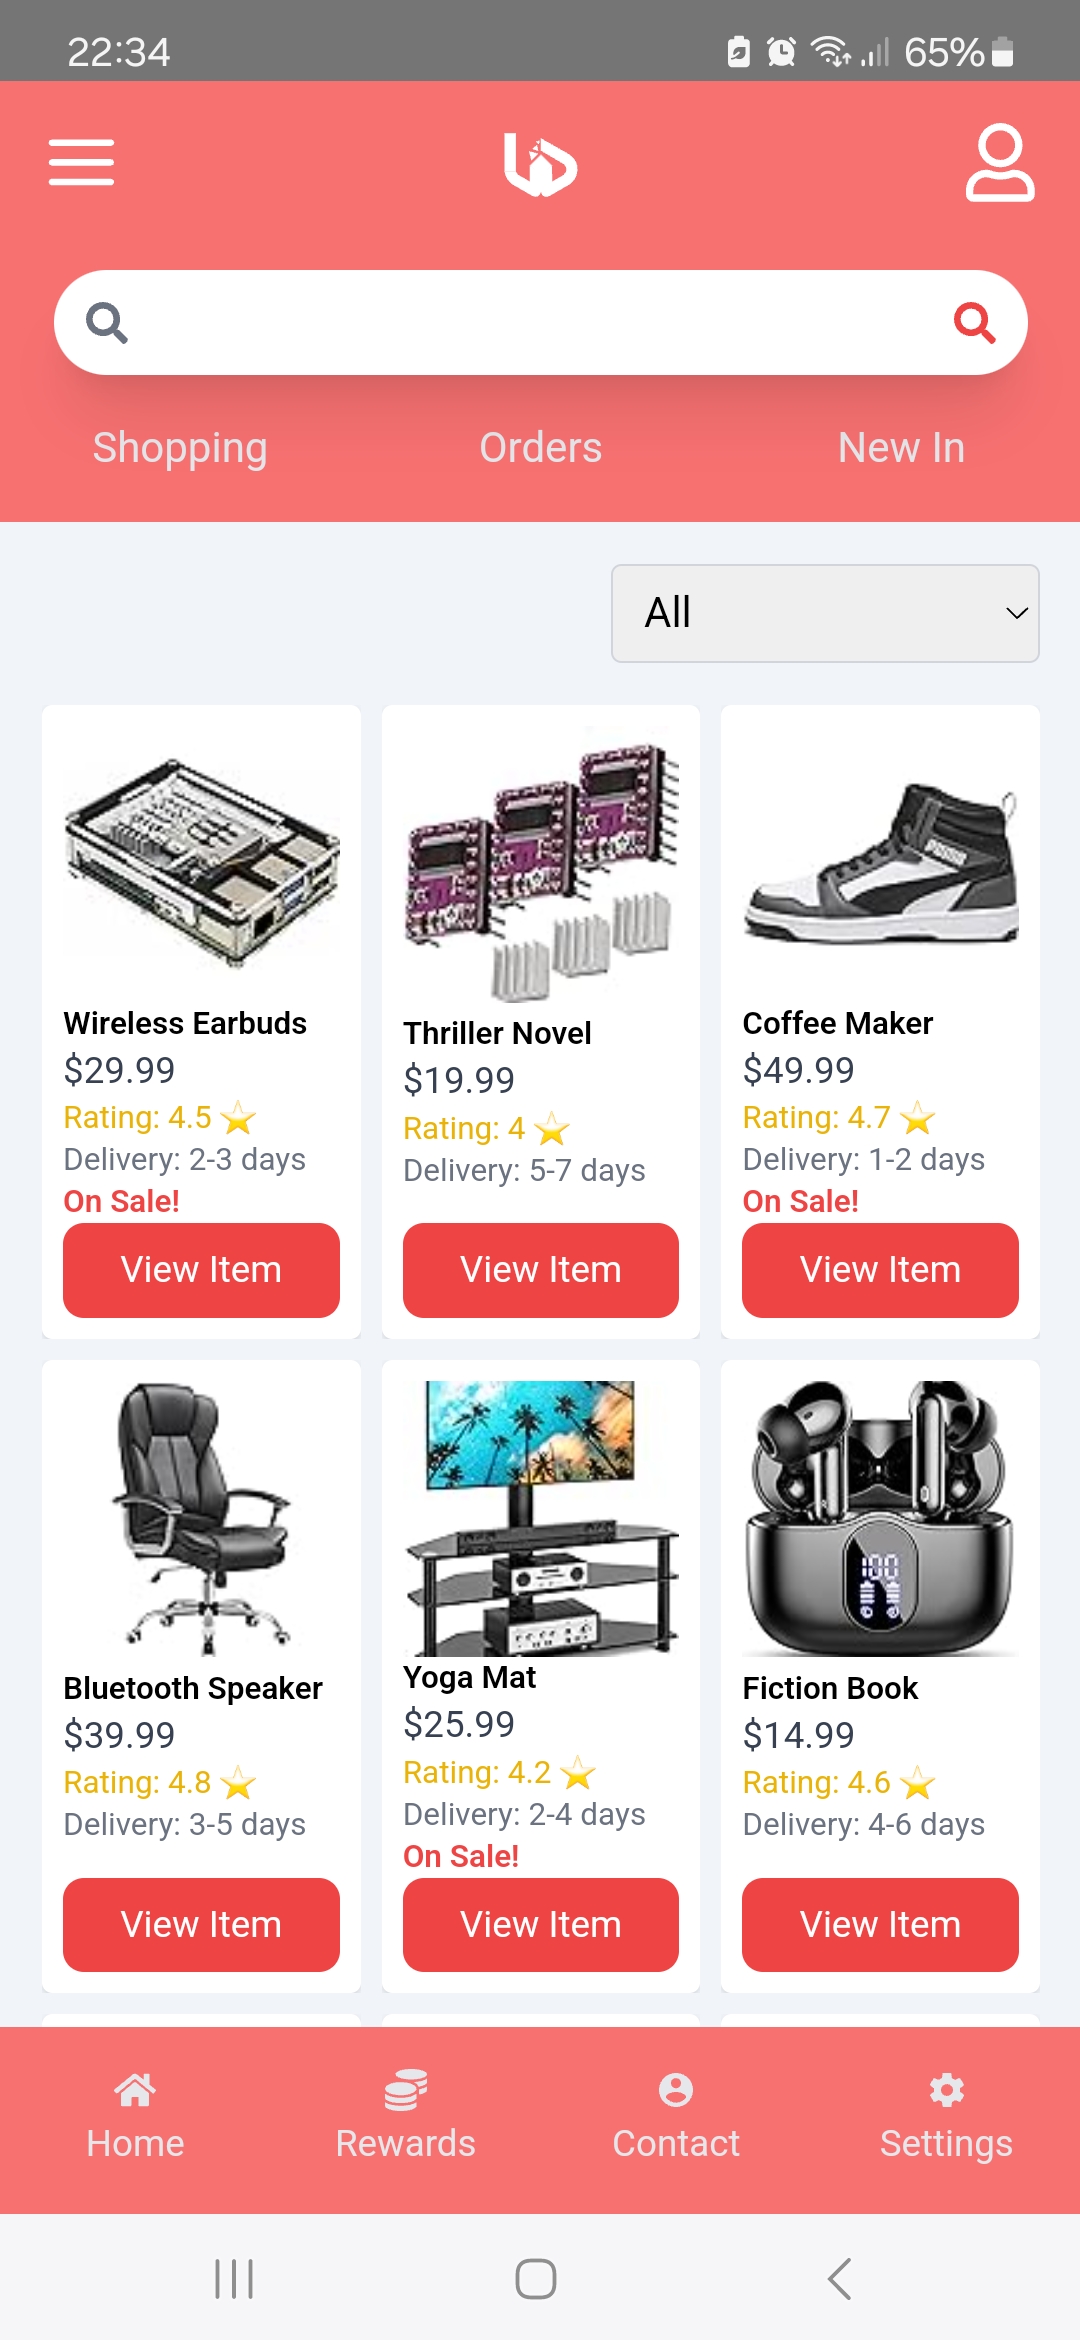 22:34
65%
Shopping Orders New In
All
Wireless Earbuds
$29.99
Rating: 4.5
Delivery: 2-3 days
On Sale!
View Item
Thriller Novel
$19.99
Rating: 4
Delivery: 5-7 days
View Item
Coffee Maker
$49.99
Rating: 4.7
Delivery: 1-2 days
On Sale!
View Item
Bluetooth Speaker
$39.99
Rating: 4.8
Delivery: 3-5 days
View Item
Yoga Mat
$25.99
Rating: 4.2
Delivery: 2-4 days
On Sale!
View Item
100
Fiction Book
$14.99
Rating: 4.6
Delivery: 4-6 days
View Item
Home Rewards Contact Settings